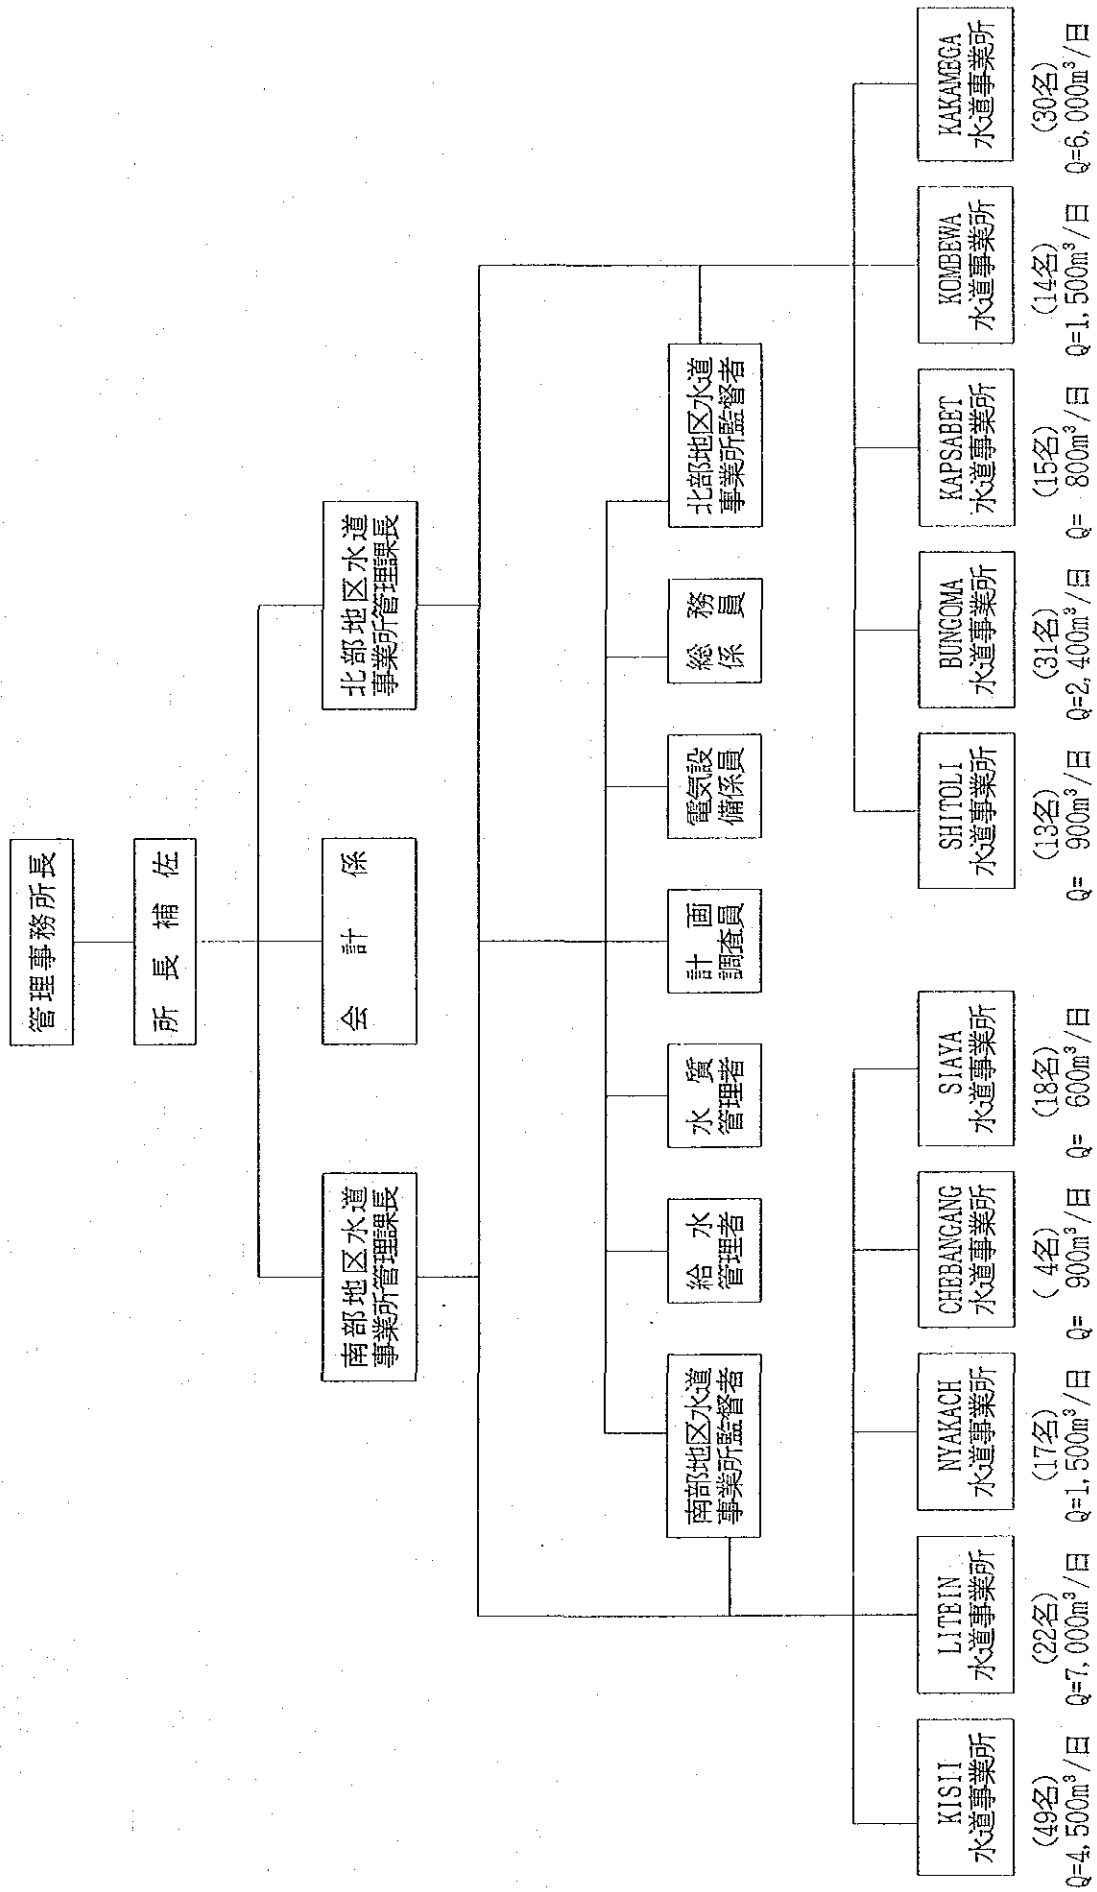 管理事務所長
所長補佐
南部地区水道
事業所管理課長
会計係
北部地区水道
事業所管理課長
南部地区水道
事業所監督者
給水
管理者
水質
管理者
計画
調査員
電気設
備係員
総務
係員
北部地区水道
事業所監督者
KISII
水道事業所
(49名)
Q=4,500m³/日
LITEIN
水道事業所
(22名)
Q=7,000m³/日
NYAKACH
水道事業所
(17名)
Q=1,500m³/日
CHEBANGANG
水道事業所
( 4名)
Q= 900m³/日
SIAYA
水道事業所
(18名)
Q= 600m³/日
SHITOLI
水道事業所
(13名)
Q= 900m³/日
BUNGOMA
水道事業所
(31名)
Q=2,400m³/日
KAPSABET
水道事業所
(15名)
Q= 800m³/日
KOMBEWA
水道事業所
(14名)
Q=1,500m³/日
KAKAMEGA
水道事業所
(30名)
Q=6,000m³/日